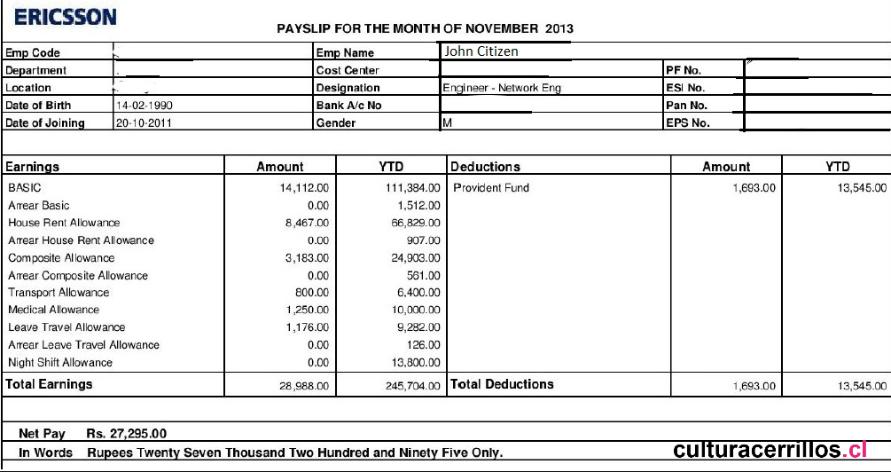 ERICSSON
PAYSLIP FOR THE MONTH OF NOVEMBER 2013
Emp Code Emp Name John Citizen
Department Cost Center PF No.
Location Designation Engineer - Network Eng ESI No.
Date of Birth 14-02-1990 Bank A/c No Pan No.
Date of Joining 20-10-2011 Gender M EPS No.
Earnings Amount YTD Deductions Amount YTD
BASIC 14,112.00 111,384.00 Provident Fund 1,693.00 13,545.00
Arrear Basic 0.00 1,512.00
House Rent Allowance 8,467.00 66,829.00
Arrear House Rent Allowance 0.00 907.00
Composite Allowance 3,183.00 24,903.00
Arrear Composite Allowance 0.00 561.00
Transport Allowance 800.00 6,400.00
Medical Allowance 1,250.00 10,000.00
Leave Travel Allowance 1,176.00 9,282.00
Arrear Leave Travel Allowance 0.00 126.00
Night Shift Allowance 0.00 13,800.00
Total Earnings 28,988.00 245,704.00 Total Deductions 1,693.00 13,545.00
Net Pay Rs. 27,295.00
In Words Rupees Twenty Seven Thousand Two Hundred and Ninety Five Only.
culturacerrillos.cl